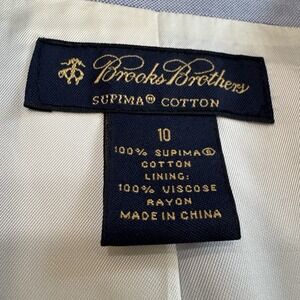 Brooks Brothers
SUPIMA® COTTON
10
100% SUPIMA®
COTTON
LINING:
100% VISCOSE
RAYON
MADE IN CHINA